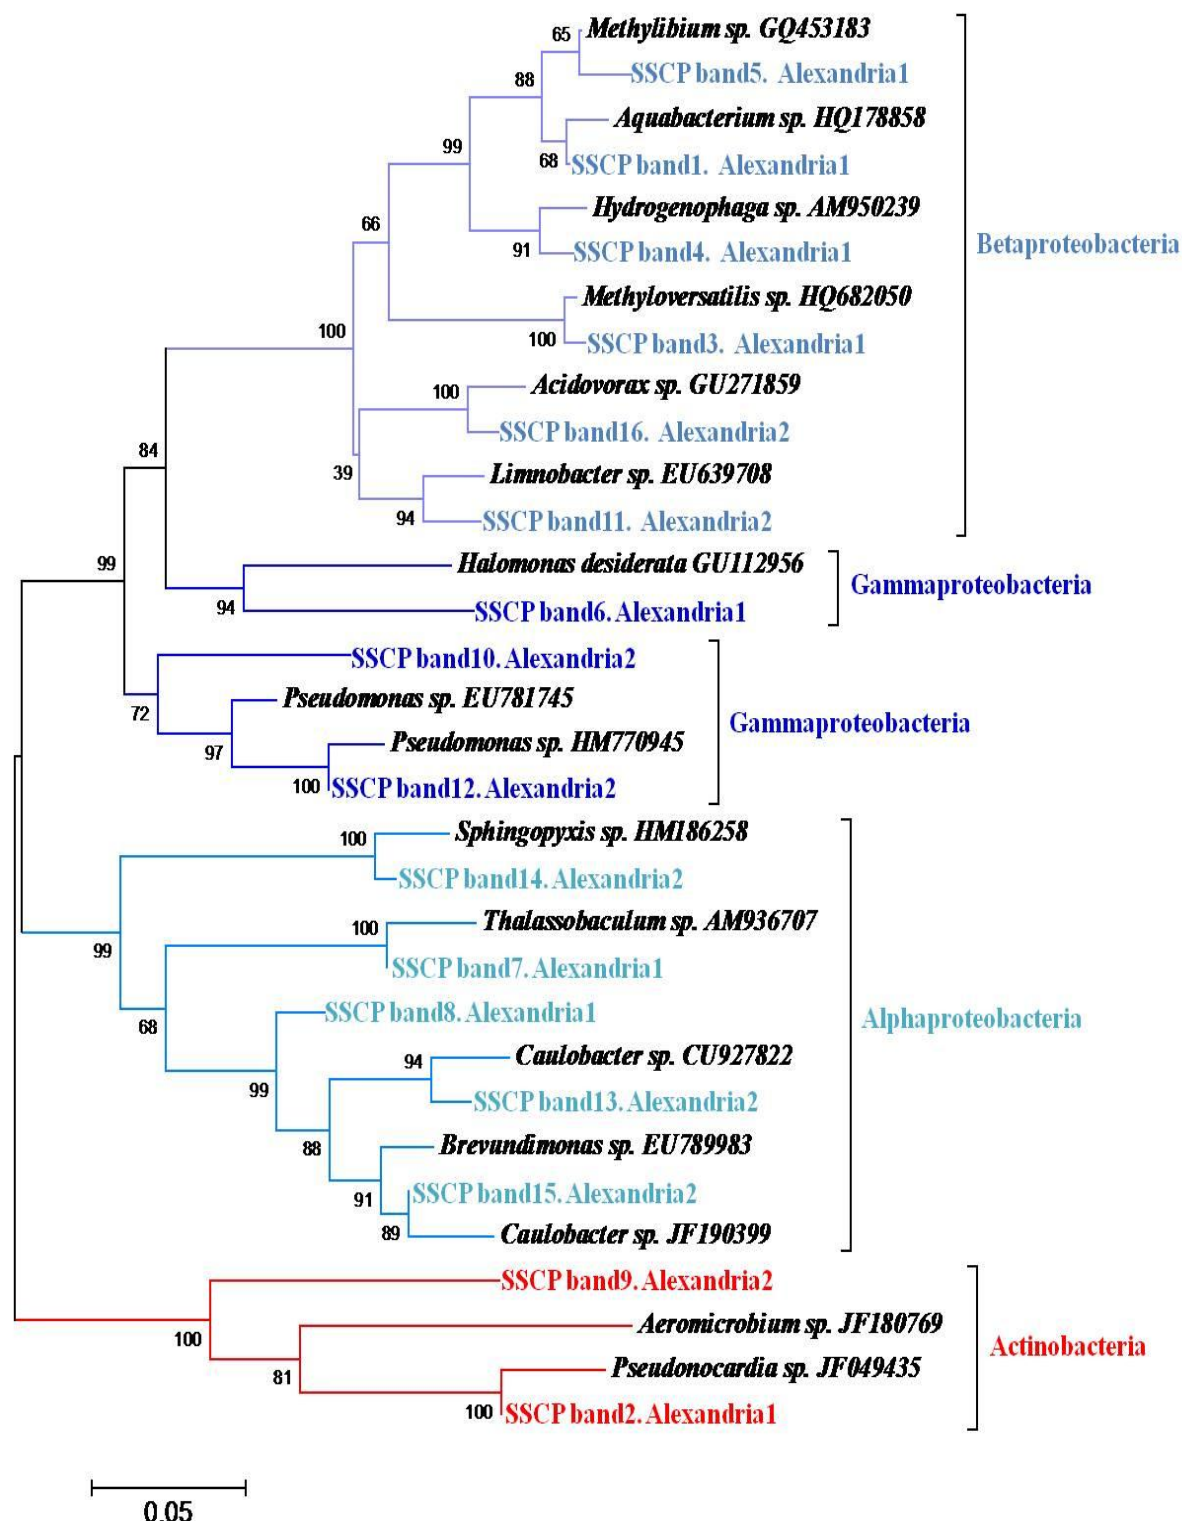 65
Methylibium sp. GQ453183
SSCP band5. Alexandria1
88
Aquabacterium sp. HQ178858
99
68
SSCP band1. Alexandria1
Hydrogenophaga sp. AM950239
66
91
SSCP band4. Alexandria1
Betaproteobacteria
Methyloversatilis sp. HQ682050
100
100
SSCP band3. Alexandria1
100
Acidovorax sp. GU271859
SSCP band16. Alexandria2
84
39
Limnobacter sp. EU639708
94
SSCP band11. Alexandria2
99
Halomonas desiderata GU112956
Gammaproteobacteria
94
SSCP band6. Alexandria1
SSCP band10. Alexandria2
72
Pseudomonas sp. EU781745
Gammaproteobacteria
97
Pseudomonas sp. HM770945
100
SSCP band12. Alexandria2
100
Sphingopyxis sp. HM186258
SSCP band14. Alexandria2
99
100
Thalassobaculum sp. AM936707
SSCP band7. Alexandria1
68
SSCP band8. Alexandria1
Alphaproteobacteria
94
Caulobacter sp. CU927822
99
SSCP band13. Alexandria2
88
Brevundimonas sp. EU789983
91
SSCP band15. Alexandria2
89
Caulobacter sp. JF190399
SSCP band9. Alexandria2
100
Aeromicrobium sp. JF180769
Actinobacteria
81
Pseudonocardia sp. JF049435
100
SSCP band2. Alexandria1
0.05